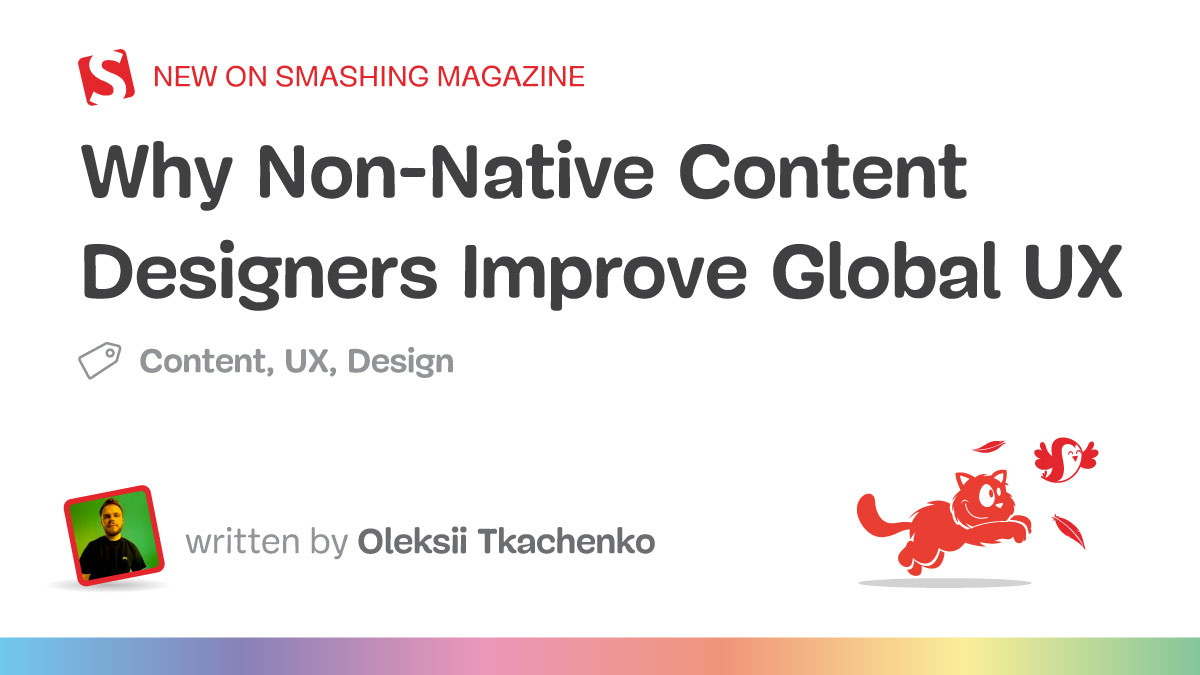 NEW ON SMASHING MAGAZINE
Why Non-Native Content
Designers Improve Global UX
Content, UX, Design
written by Oleksii Tkachenko